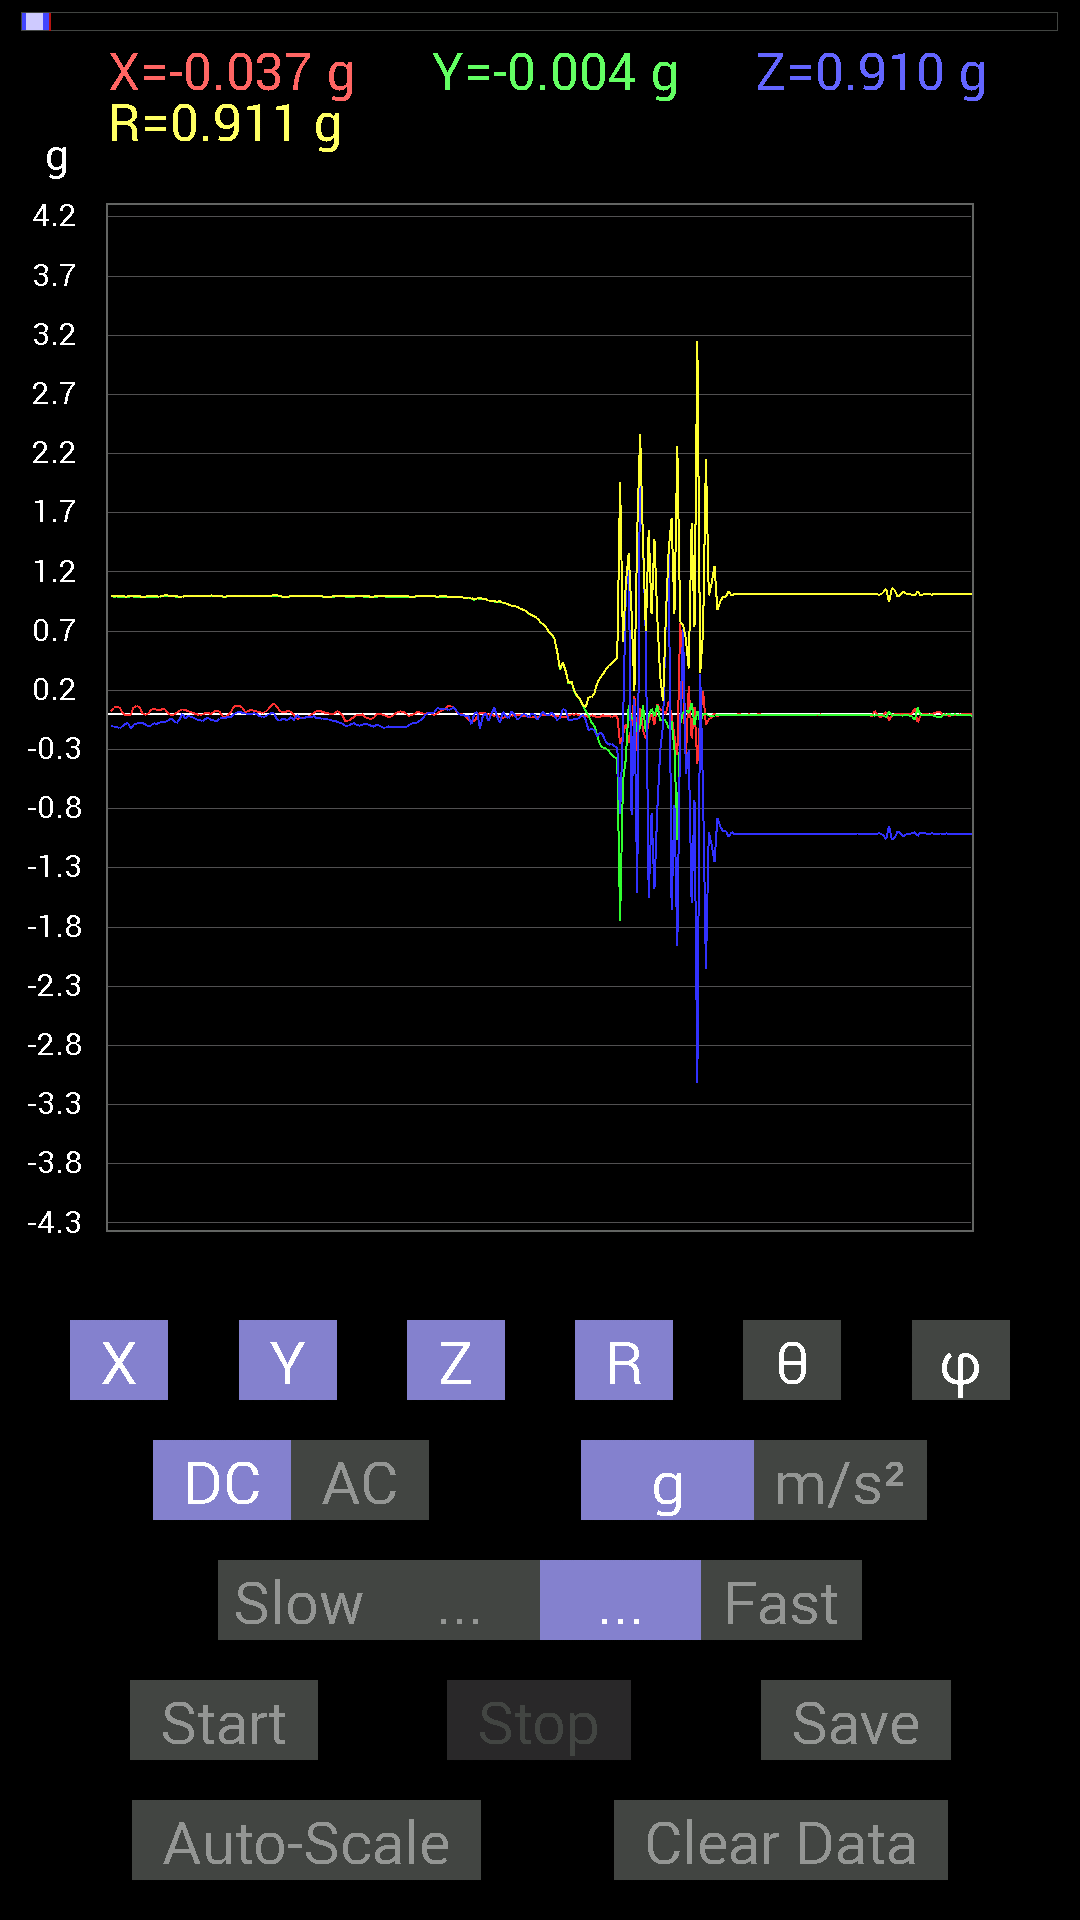 X=-0.037 g Y=-0.004 g Z=0.910 g
R=0.911 g
g
4.2
3.7
3.2
2.7
2.2
1.7
1.2
0.7
0.2
-0.3
-0.8
-1.3
-1.8
-2.3
-2.8
-3.3
-3.8
-4.3
X Y Z R θ φ
DC AC g m/s²
Slow ... ... Fast
Start Stop Save
Auto-Scale Clear Data